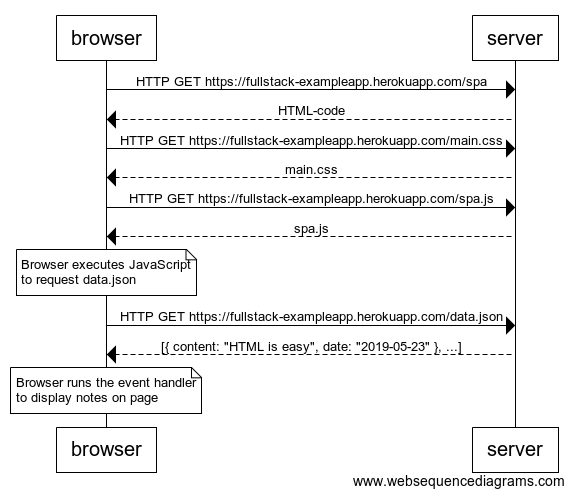 browser
server
HTTP GET https://fullstack-exampleapp.herokuapp.com/spa
HTML-code
HTTP GET https://fullstack-exampleapp.herokuapp.com/main.css
main.css
HTTP GET https://fullstack-exampleapp.herokuapp.com/spa.js
spa.js
Browser executes JavaScript
to request data.json
HTTP GET https://fullstack-exampleapp.herokuapp.com/data.json
[{ content: "HTML is easy", date: "2019-05-23" }, ...]
Browser runs the event handler
to display notes on page
browser
server
www.websequencediagrams.com